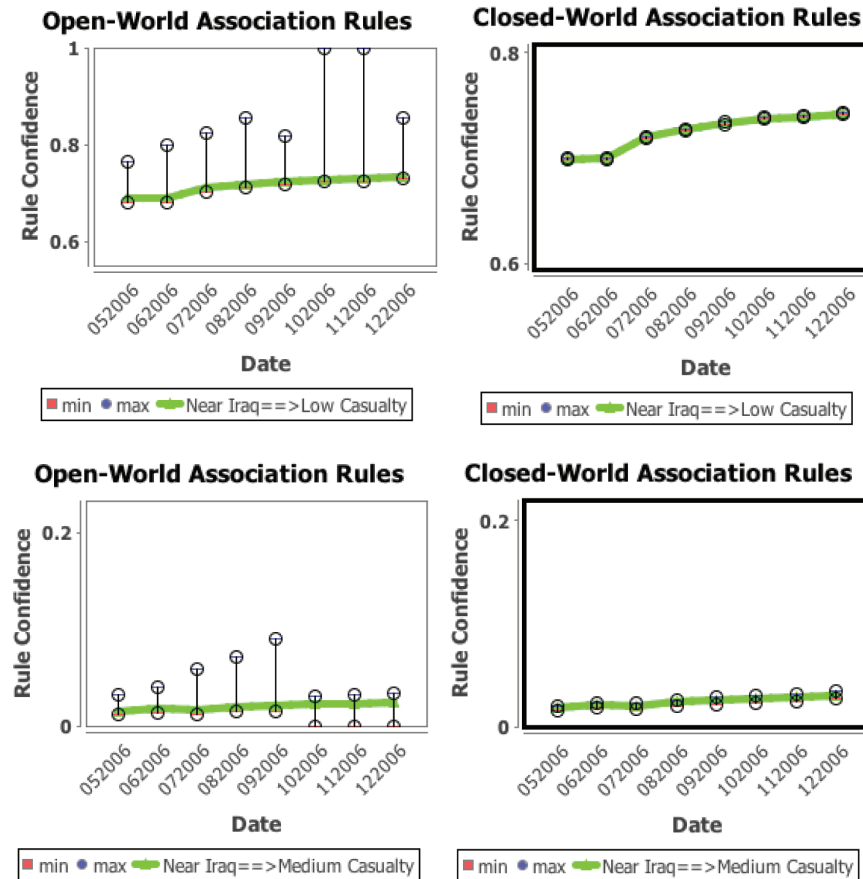 Open-World Association Rules
1
0.8
0.6
Rule Confidence
052006
062006
072006
082006
092006
102006
112006
122006
Date
min max Near Iraq==>Low Casualty
Closed-World Association Rules
0.8
0.6
Rule Confidence
052006
062006
072006
082006
092006
102006
112006
122006
Date
min max Near Iraq==>Low Casualty
Open-World Association Rules
0.2
0
Rule Confidence
052006
062006
072006
082006
092006
102006
112006
122006
Date
min max Near Iraq==>Medium Casualty
Closed-World Association Rules
0.2
0
Rule Confidence
052006
062006
072006
082006
092006
102006
112006
122006
Date
min max Near Iraq==>Medium Casualty